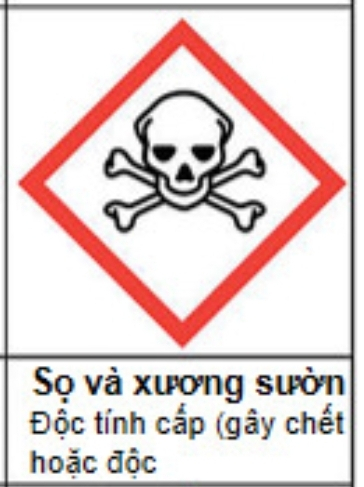 Sọ và xương sườn
Độc tính cấp (gây chết
hoặc độc